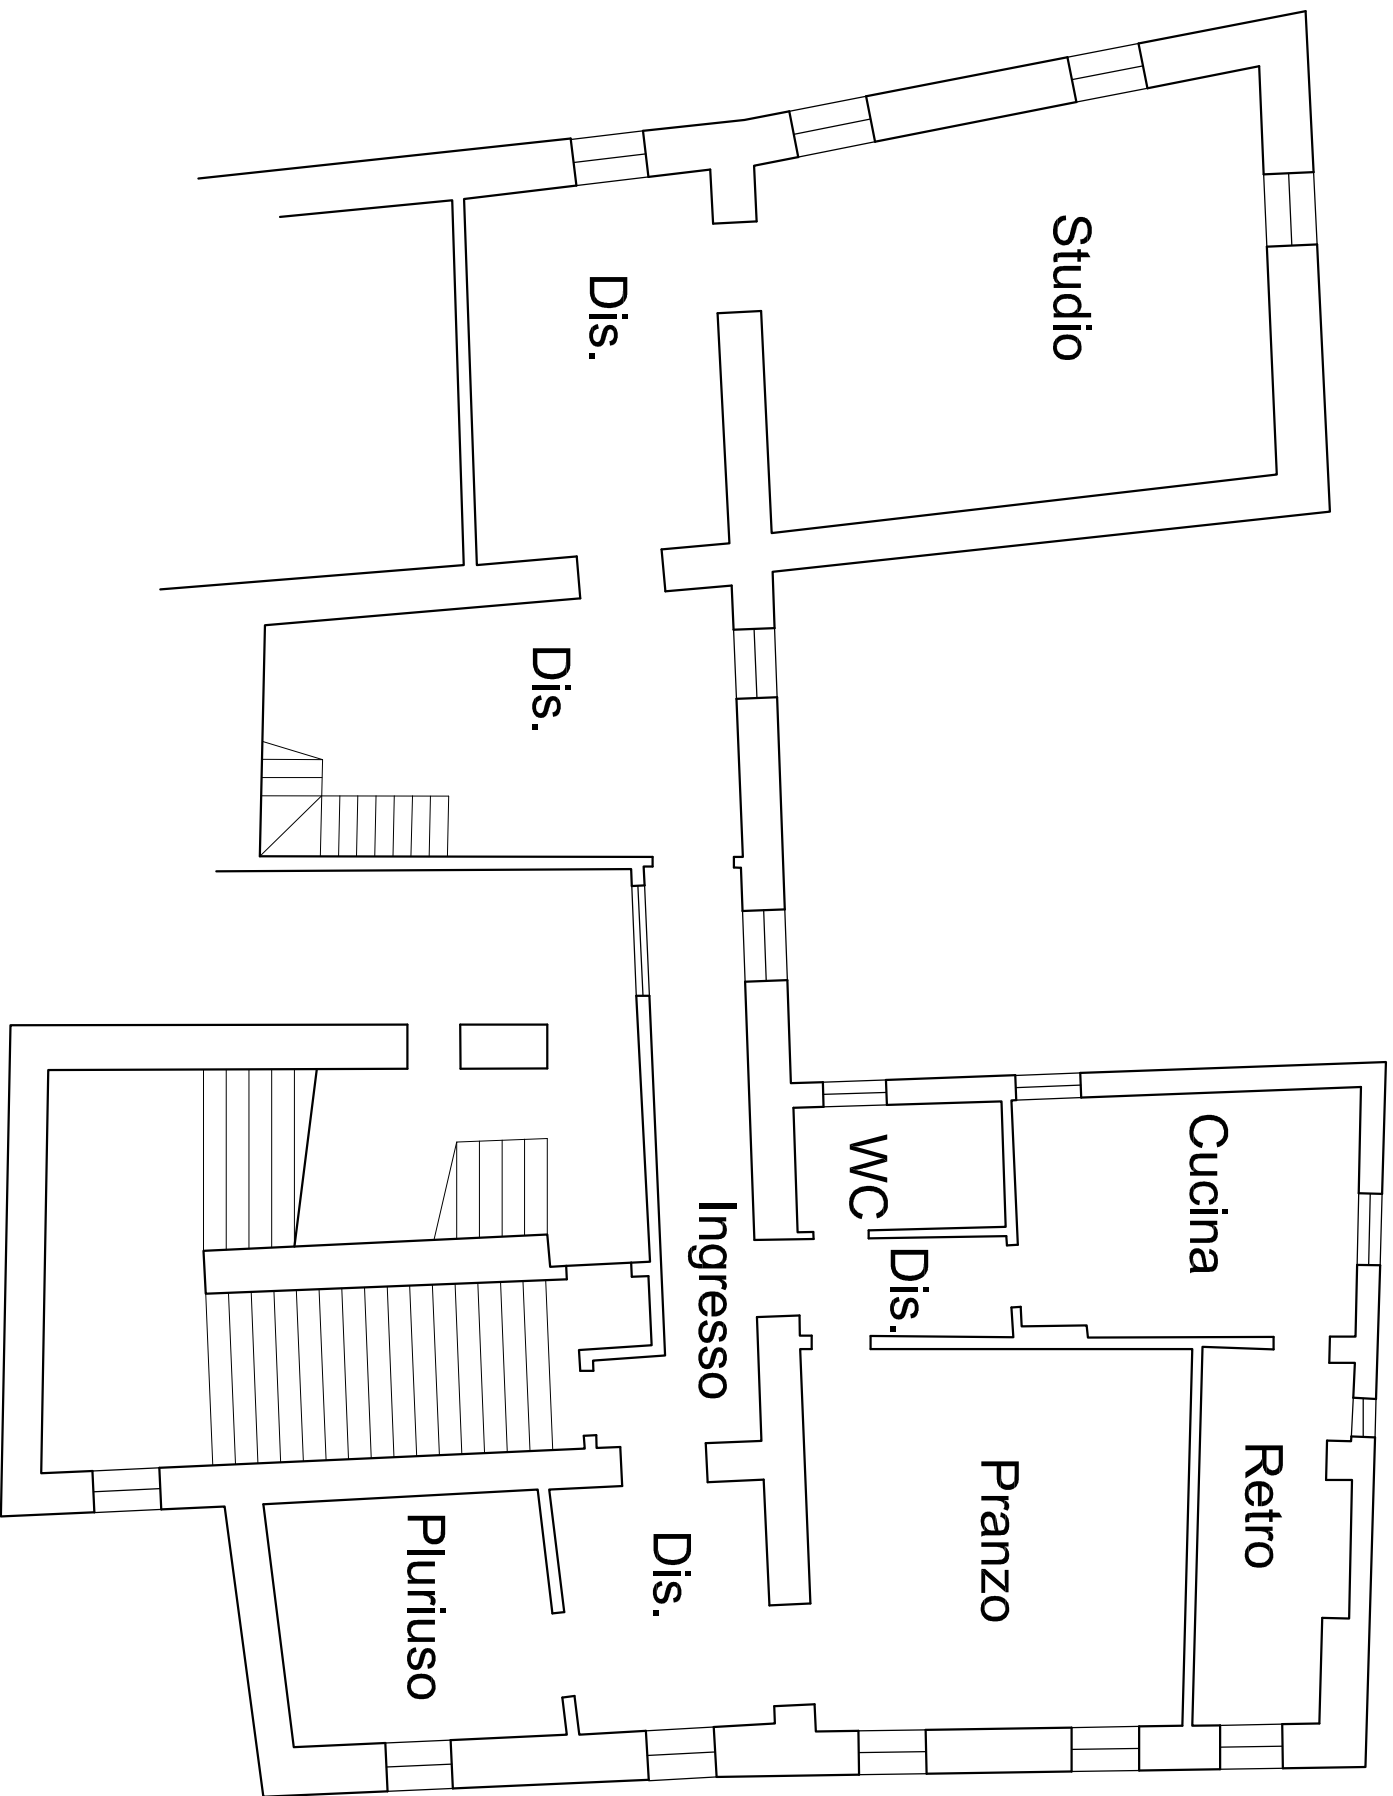 Studio
Dis.
Dis.
Cucina
WC
Ingresso
Dis.
Retro
Pranzo
Pluriuso
Dis.